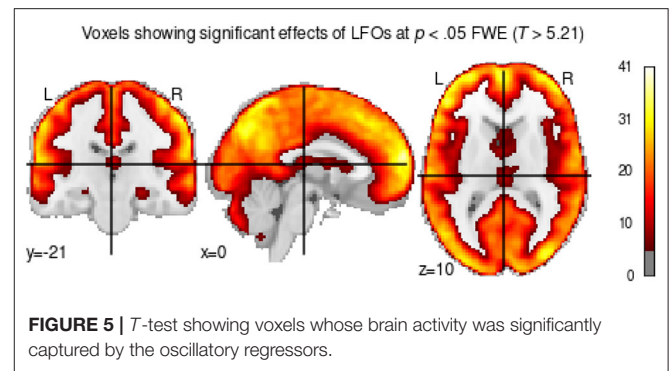 Voxels showing significant effects of LFOs at p < .05 FWE (T > 5.21)
L R
L R
41
31
20
10
0
y=-21
x=0
z=10
FIGURE 5 | T-test showing voxels whose brain activity was significantly
captured by the oscillatory regressors.